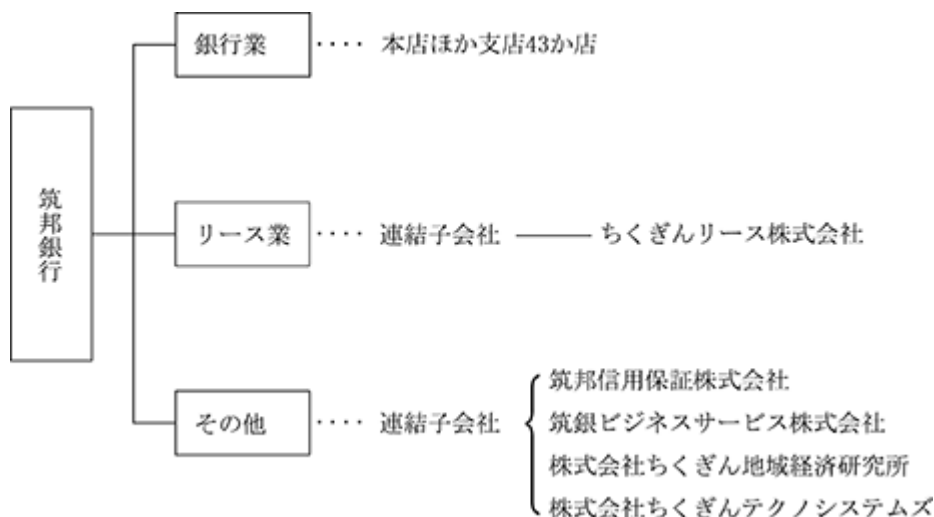 筑邦銀行
銀行業 ‥‥ 本店ほか支店43か店
リース業 ‥‥ 連結子会社 ─── ちくぎんリース株式会社
その他 ‥‥ 連結子会社
筑邦信用保証株式会社
筑銀ビジネスサービス株式会社
株式会社ちくぎん地域経済研究所
株式会社ちくぎんテクノシステムズ